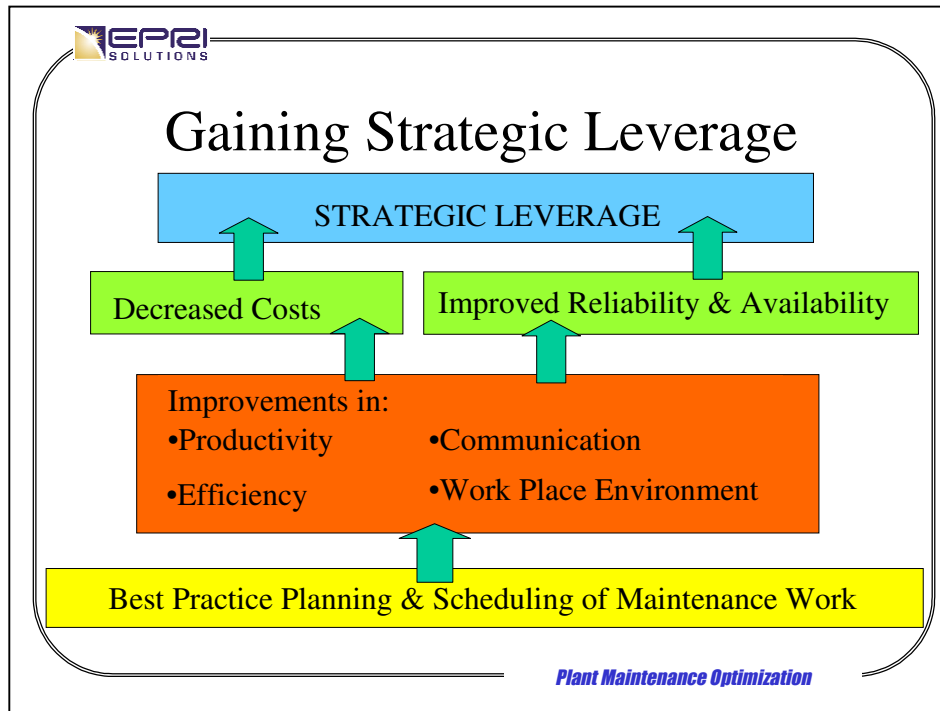 EPRI
SOLUTIONS
Gaining Strategic Leverage
STRATEGIC LEVERAGE
Decreased Costs
Improved Reliability & Availability
Improvements in:
•Productivity
•Communication
•Efficiency
•Work Place Environment
Best Practice Planning & Scheduling of Maintenance Work
Plant Maintenance Optimization